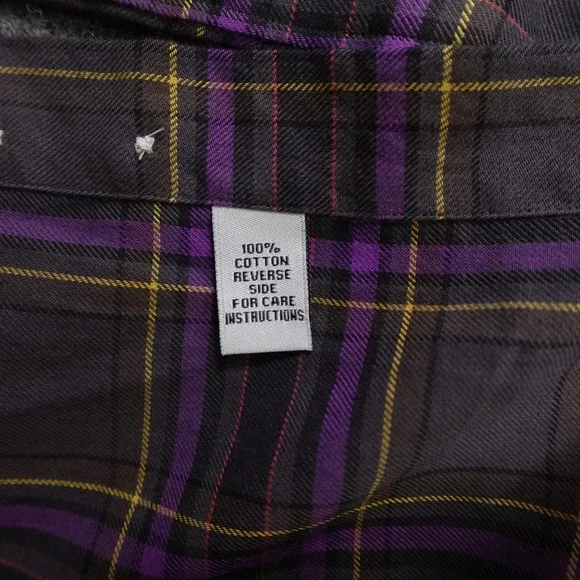 100%
COTTON
REVERSE
SIDE
FOR CARE
INSTRUCTIONS